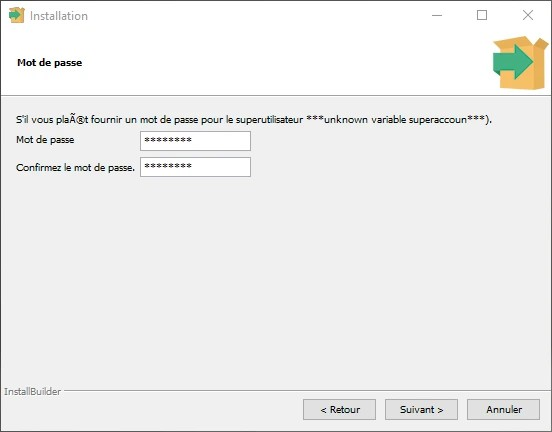 Installation
Mot de passe
S'il vous plaÃ®t fournir un mot de passe pour le superutilisateur ***unknown variable superaccoun***).
Mot de passe
********
Confirmez le mot de passe.
********
InstallBuilder
< Retour
Suivant >
Annuler